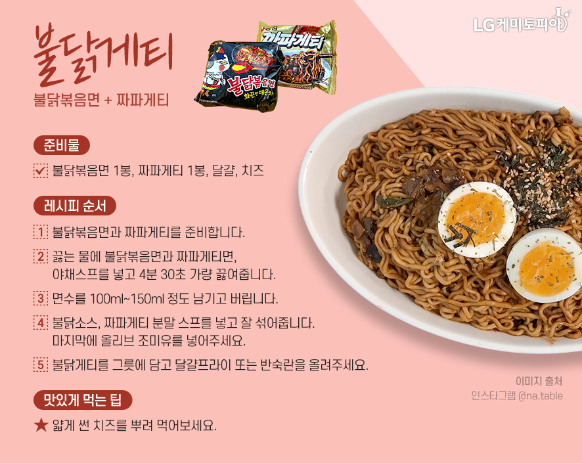 LG케미토피아
불닭게티
불닭볶음면 + 짜파게티
짜파게티
불닭볶음면
준비물
불닭볶음면 1봉, 짜파게티 1봉, 달걀, 치즈
레시피 순서
1 불닭볶음면과 짜파게티를 준비합니다.
2 끓는 물에 불닭볶음면과 짜파게티면,
야채스프를 넣고 4분 30초 가량 끓여줍니다.
3 면수를 100ml~150ml 정도 남기고 버립니다.
4 불닭소스, 짜파게티 분말 스프를 넣고 잘 섞어줍니다.
마지막에 올리브 조미유를 넣어주세요.
5 불닭게티를 그릇에 담고 달걀프라이 또는 반숙란을 올려주세요.
이미지 출처
인스타그램 @na.table
맛있게 먹는 팁
★ 얇게 썬 치즈를 뿌려 먹어보세요.